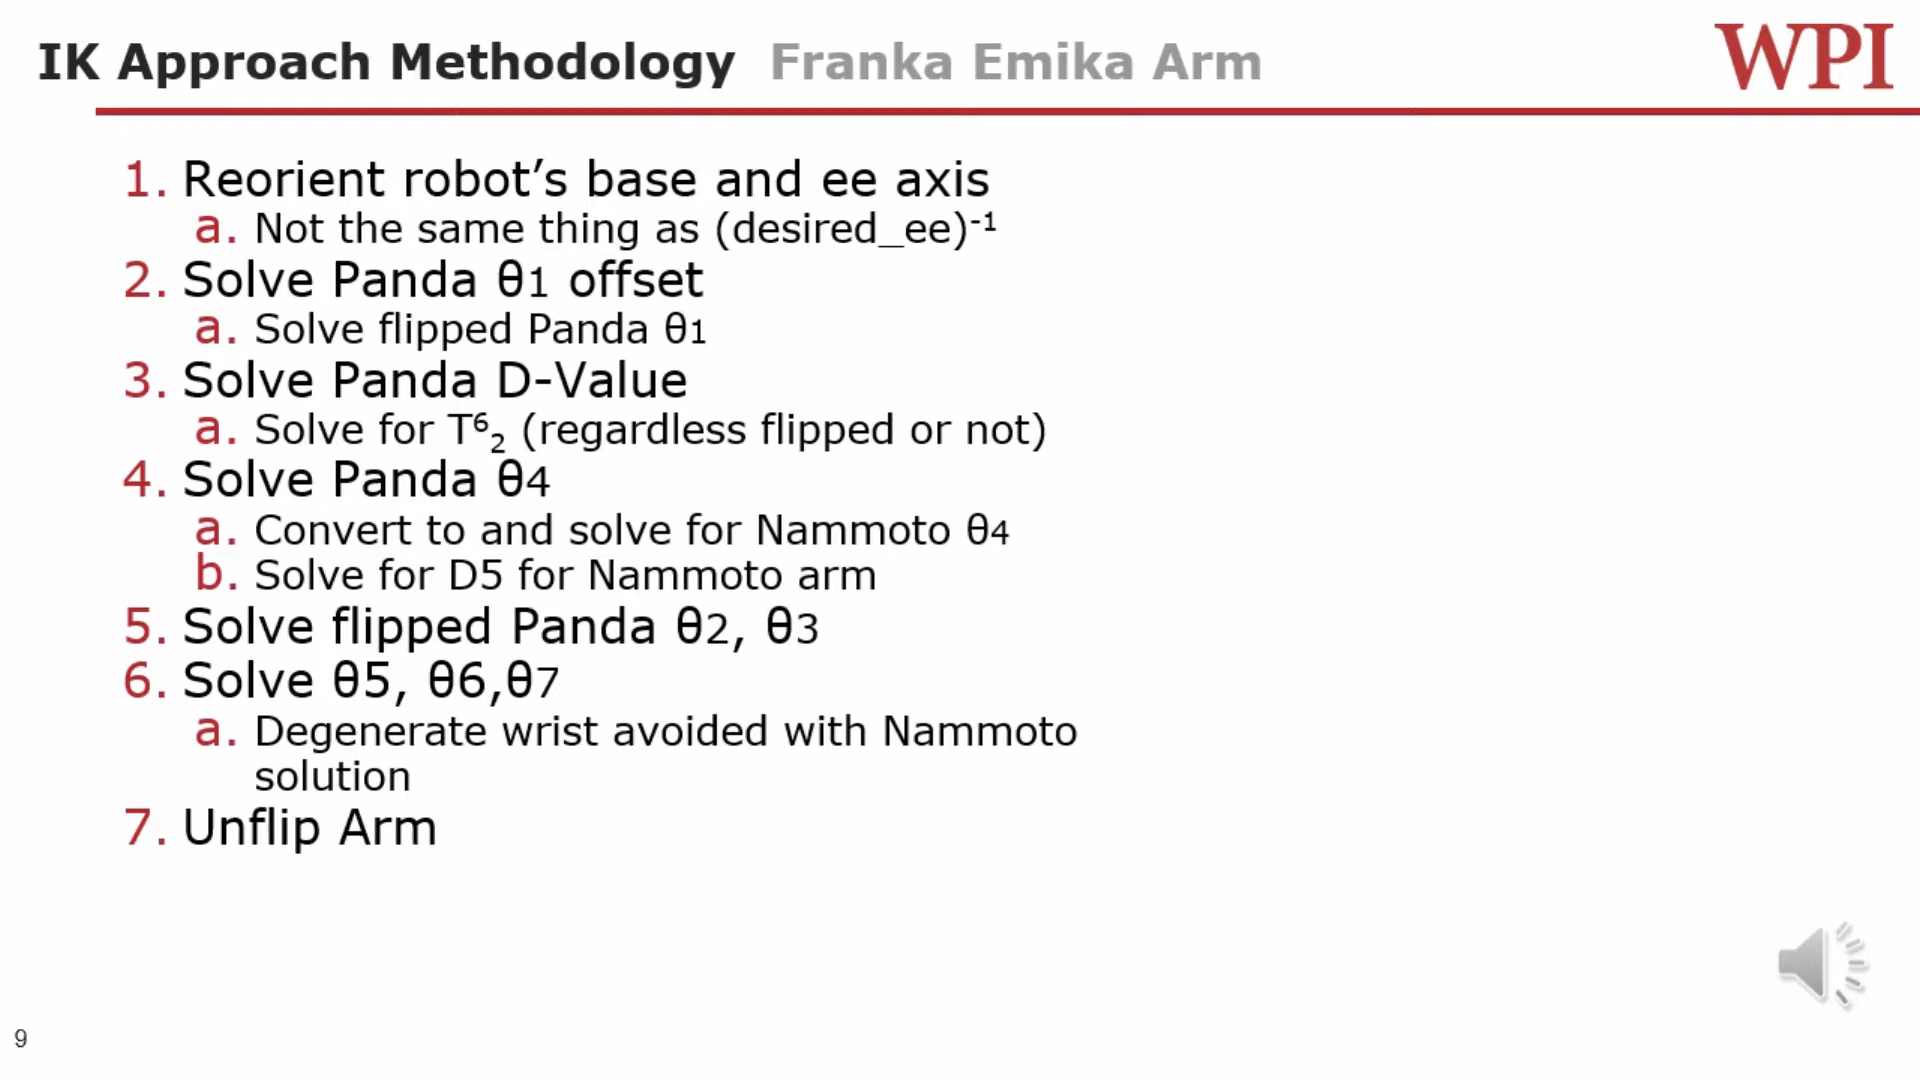 IK Approach Methodology Franka Emika Arm
WPI
1. Reorient robot’s base and ee axis
a. Not the same thing as (desired_ee)⁻¹
2. Solve Panda θ1 offset
a. Solve flipped Panda θ1
3. Solve Panda D-Value
a. Solve for T⁶₂ (regardless flipped or not)
4. Solve Panda θ4
a. Convert to and solve for Nammoto θ4
b. Solve for D5 for Nammoto arm
5. Solve flipped Panda θ2, θ3
6. Solve θ5, θ6,θ7
a. Degenerate wrist avoided with Nammoto
solution
7. Unflip Arm
9